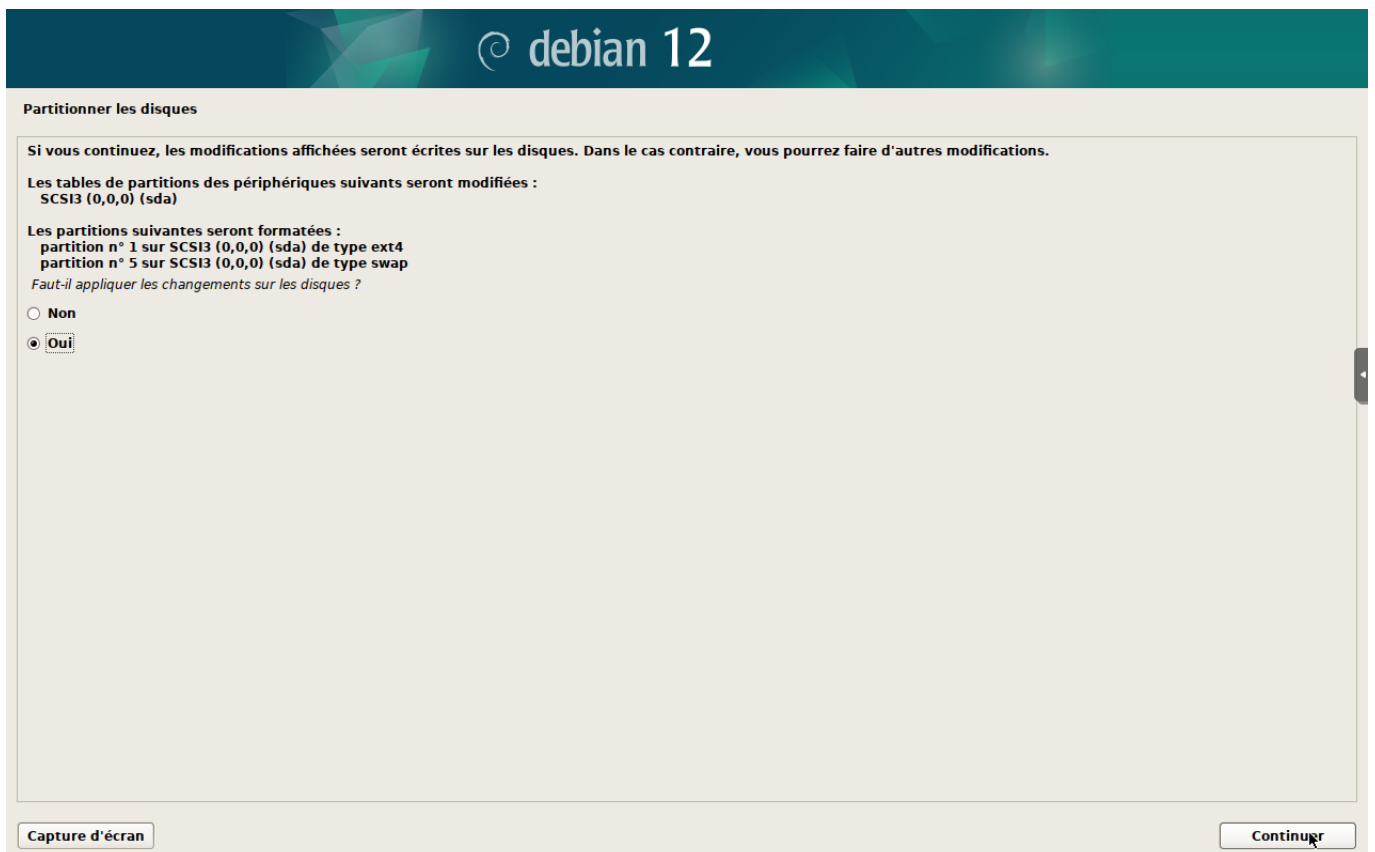 debian 12
Partitionner les disques
Si vous continuez, les modifications affichées seront écrites sur les disques. Dans le cas contraire, vous pourrez faire d'autres modifications.
Les tables de partitions des périphériques suivants seront modifiées :
SCSI3 (0,0,0) (sda)
Les partitions suivantes seront formatées :
partition n° 1 sur SCSI3 (0,0,0) (sda) de type ext4
partition n° 5 sur SCSI3 (0,0,0) (sda) de type swap
Faut-il appliquer les changements sur les disques ?
Non
Oui
Capture d'écran
Continuer